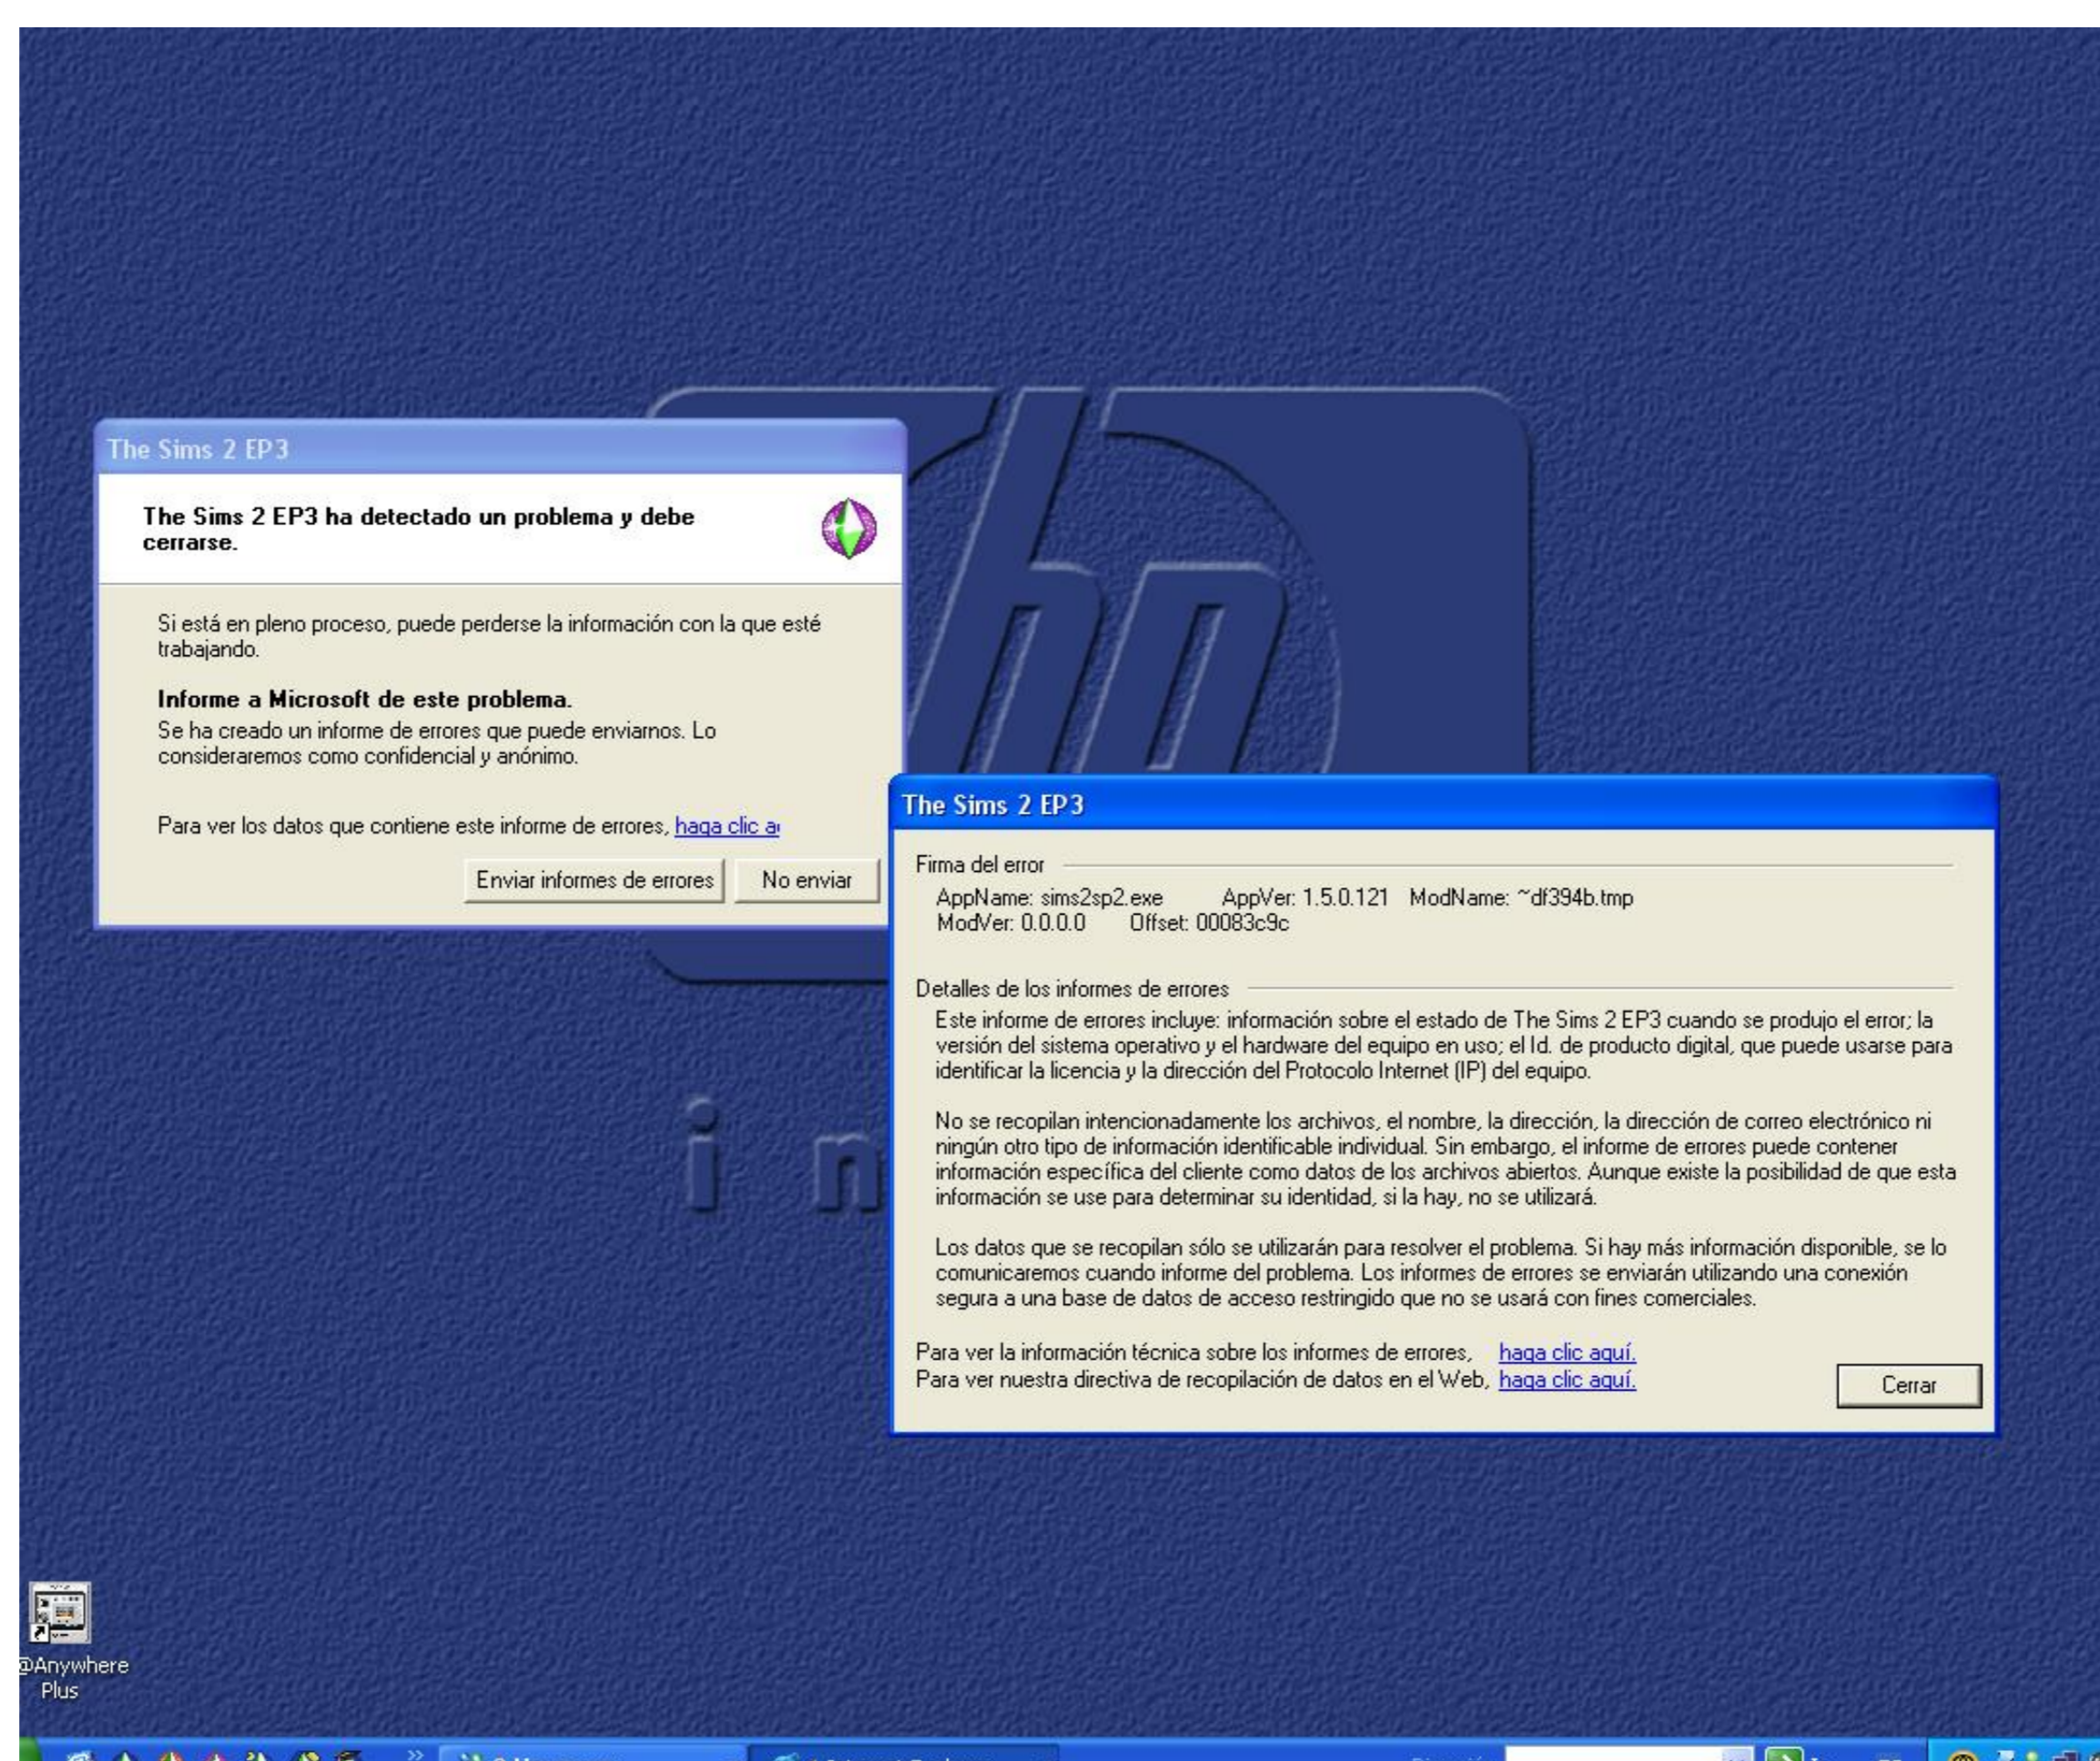 The Sims 2 EP3
The Sims 2 EP3 ha detectado un problema y debe
cerrarse.
Si está en pleno proceso, puede perderse la información con la que esté
trabajando.
Informe a Microsoft de este problema.
Se ha creado un informe de errores que puede enviarnos. Lo
consideraremos como confidencial y anónimo.
Para ver los datos que contiene este informe de errores, haga clic
Enviar informes de errores
No enviar
hp
The Sims 2 EP3
Firma del error
AppName: sims2sp2.exe AppVer: 1.5.0.121 ModName: ~df394b.tmp
ModVer: 0.0.0.0 Offset: 00083c9c
Detalles de los informes de errores
Este informe de errores incluye: información sobre el estado de The Sims 2 EP3 cuando se produjo el error; la
versión del sistema operativo y el hardware del equipo en uso; el Id. de producto digital, que puede usarse para
identificar la licencia y la dirección del Protocolo Internet (IP) del equipo.
No se recopilan intencionadamente los archivos, el nombre, la dirección, la dirección de correo electrónico ni
ningún otro tipo de información identificable individual. Sin embargo, el informe de errores puede contener
información específica del cliente como datos de los archivos abiertos. Aunque existe la posibilidad de que esta
información se use para determinar su identidad, si la hay, no se utilizará.
Los datos que se recopilan sólo se utilizarán para resolver el problema. Si hay más información disponible, se lo
comunicaremos cuando informe del problema. Los informes de errores se enviarán utilizando una conexión
segura a una base de datos de acceso restringido que no se usará con fines comerciales.
Para ver la información técnica sobre los informes de errores, haga clic aquí.
Para ver nuestra directiva de recopilación de datos en el Web, haga clic aquí.
Cerrar
i n
@Anywhere
Plus